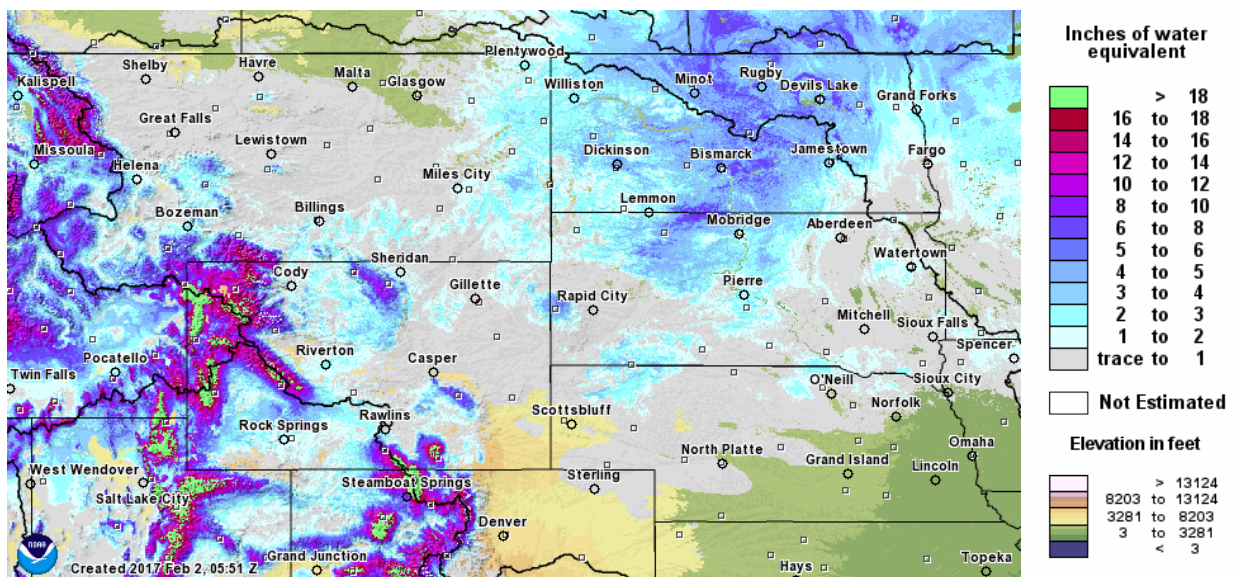 Plentywood
Shelby
Havre
Kalispell
Malta
Glasgow
Williston
Minot
Rugby
Devils Lake
Grand Forks
Great Falls
Lewistown
Missoula
Helena
Miles City
Dickinson
Bismarck
Jamestown
Fargo
Bozeman
Billings
Lemmon
Mobridge
Aberdeen
Watertown
Sheridan
Cody
Gillette
Rapid City
Pierre
Mitchell
Sioux Falls
Spencer
Pocatello
Riverton
Casper
Twin Falls
O'Neill
Sioux City
Norfolk
Rawlins
Scottsbluff
Rock Springs
North Platte
Omaha
Grand Island
Lincoln
West Wendover
Salt Lake City
Steamboat Springs
Sterling
Denver
Grand Junction
Hays
Topeka
NOAA
Created 2017 Feb 2, 05:51 Z
Inches of water
equivalent
> 18
16 to 18
14 to 16
12 to 14
10 to 12
8 to 10
6 to 8
5 to 6
4 to 5
3 to 4
2 to 3
1 to 2
trace to 1
Not Estimated
Elevation in feet
> 13124
8203 to 13124
3281 to 8203
3 to 3281
< 3